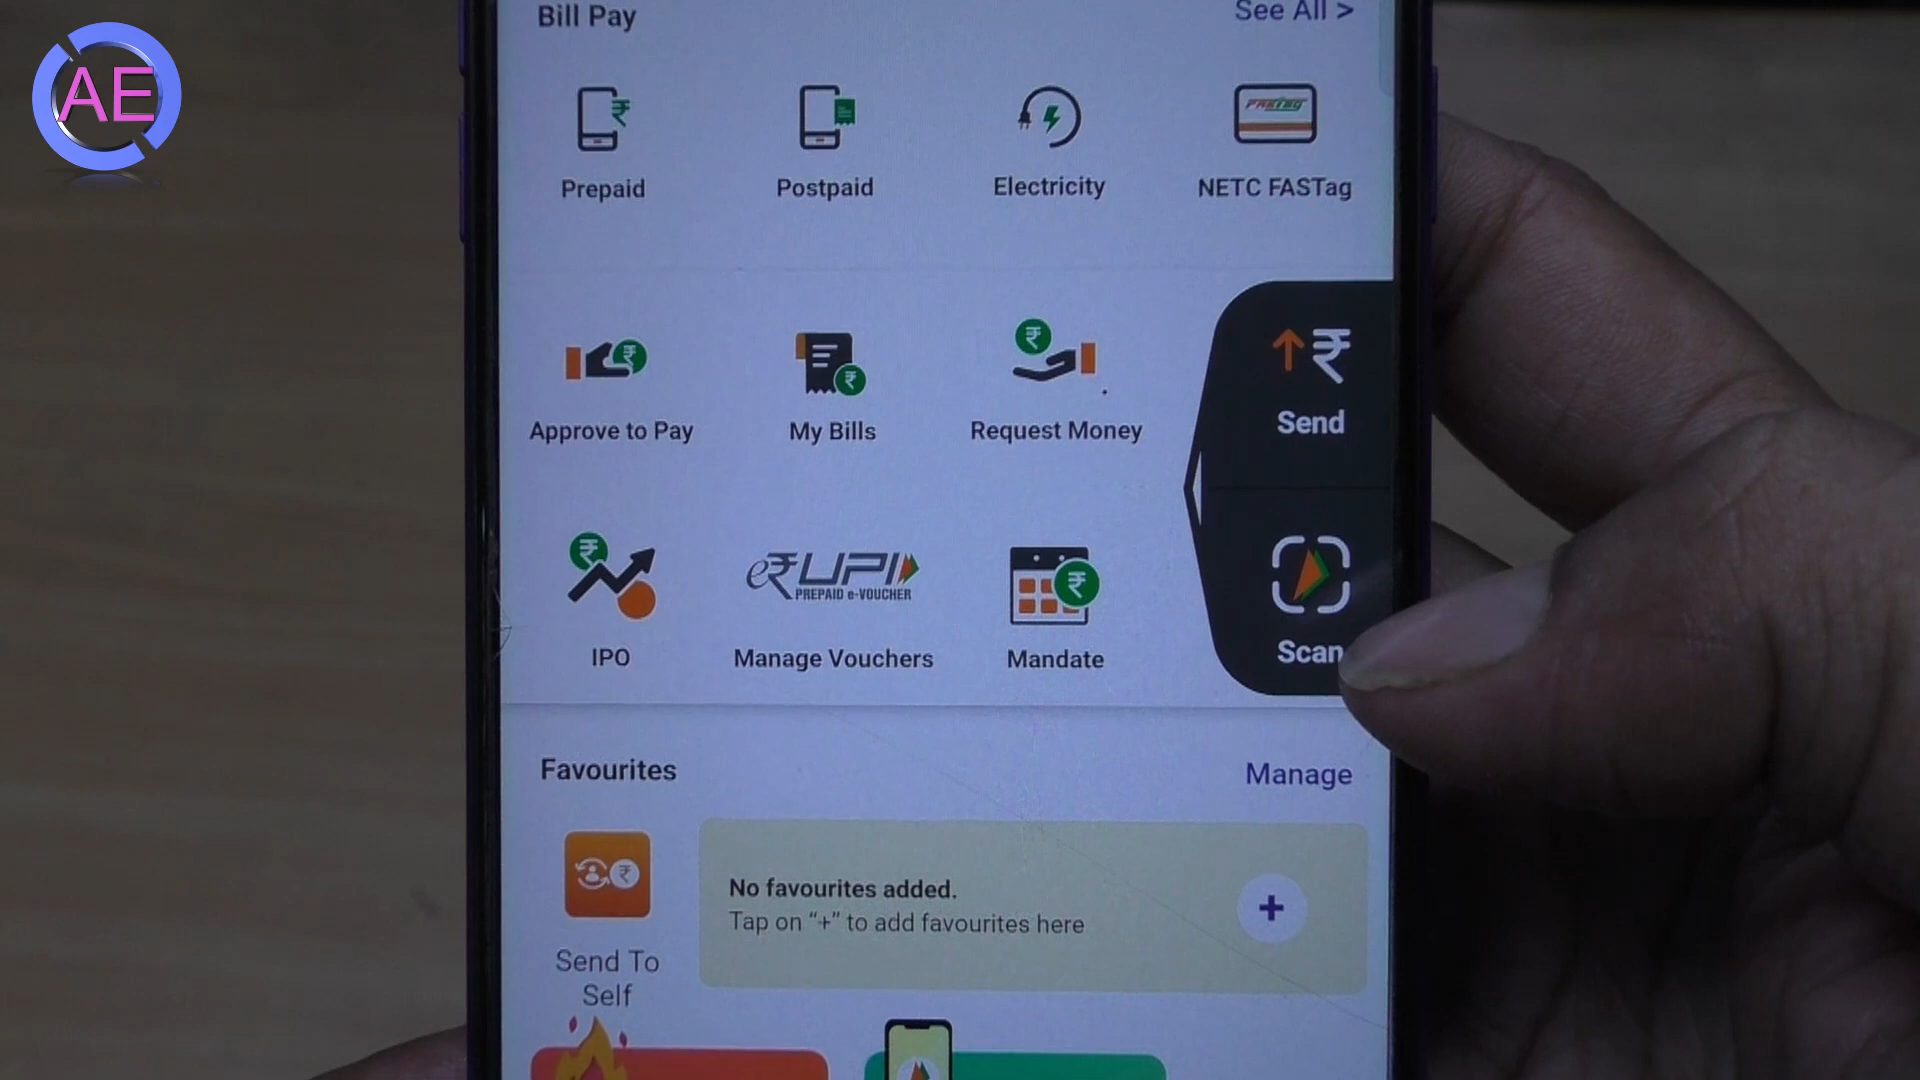 AE
Bill Pay
See All >
FASTag
Prepaid
Postpaid
Electricity
NETC FASTag
Approve to Pay
My Bills
Request Money
↑₹
Send
e₹UPI
PREPAID e-VOUCHER
IPO
Manage Vouchers
Mandate
Scan
Favourites
Manage
No favourites added.
Tap on “+” to add favourites here
+
Send To
Self